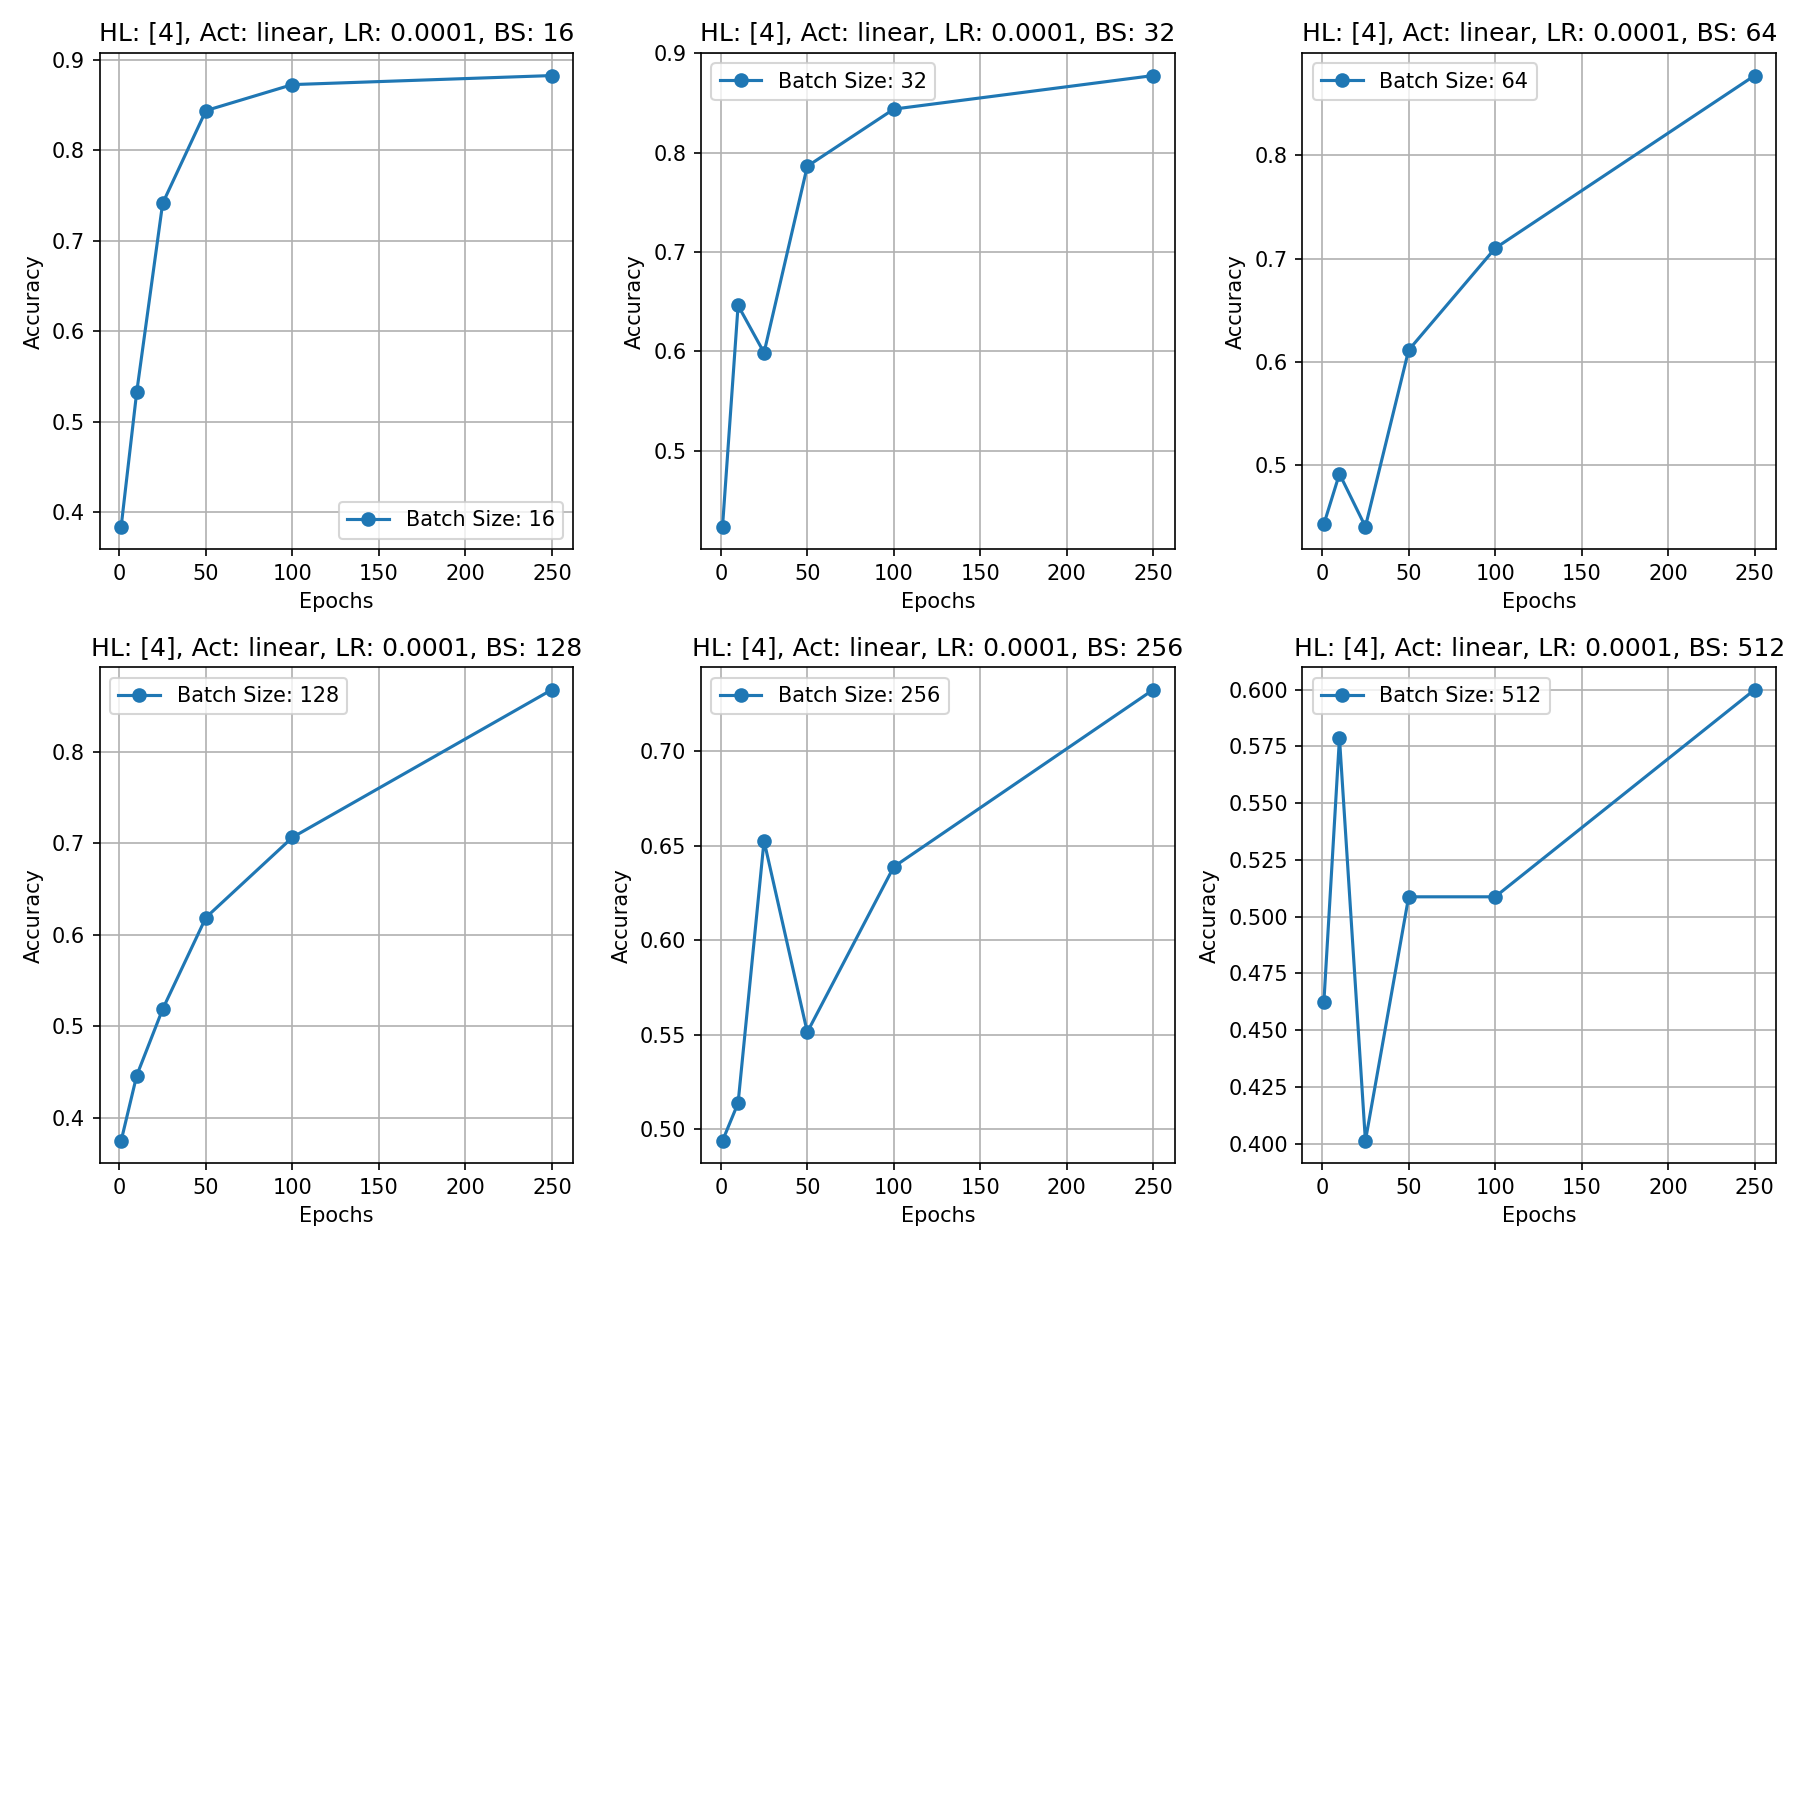 HL: [4], Act: linear, LR: 0.0001, BS: 16
0.9
0.8
0.7
0.6
0.5
0.4
Accuracy
Batch Size: 16
0 50 100 150 200 250
Epochs
HL: [4], Act: linear, LR: 0.0001, BS: 32
Batch Size: 32
0.9
0.8
0.7
0.6
0.5
Accuracy
0 50 100 150 200 250
Epochs
HL: [4], Act: linear, LR: 0.0001, BS: 64
Batch Size: 64
0.8
0.7
0.6
0.5
Accuracy
0 50 100 150 200 250
Epochs
HL: [4], Act: linear, LR: 0.0001, BS: 128
Batch Size: 128
0.8
0.7
0.6
0.5
0.4
Accuracy
0 50 100 150 200 250
Epochs
HL: [4], Act: linear, LR: 0.0001, BS: 256
Batch Size: 256
0.70
0.65
0.60
0.55
0.50
Accuracy
0 50 100 150 200 250
Epochs
HL: [4], Act: linear, LR: 0.0001, BS: 512
Batch Size: 512
0.600
0.575
0.550
0.525
0.500
0.475
0.450
0.425
0.400
Accuracy
0 50 100 150 200 250
Epochs